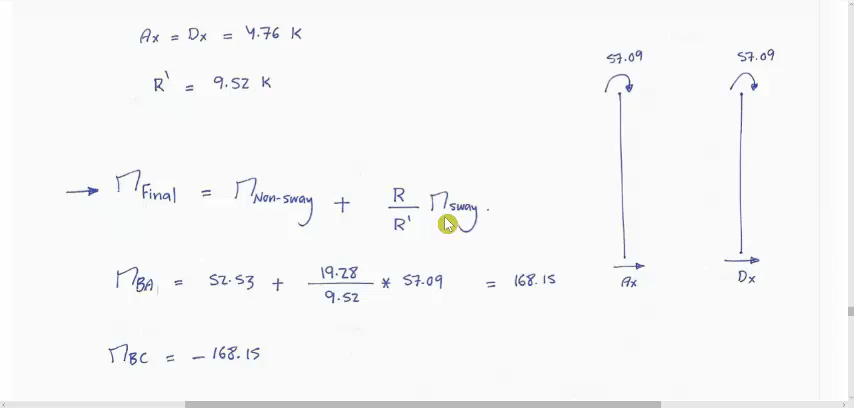 Ax = Dx = 4.76 K
R' = 9.52 K
57.09
57.09
→ M Final = M Non-sway + R/R' M sway.
M BA = 52.53 + 19.28/9.52 * 57.09 = 168.15
M BC = - 168.15
Ax
Dx